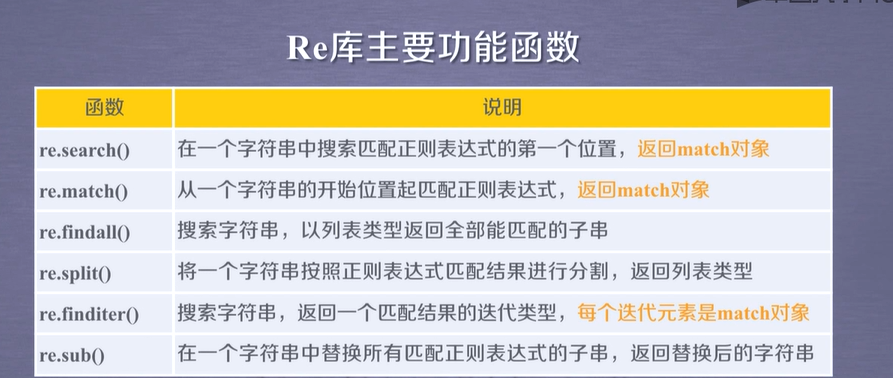 Re库主要功能函数
函数 说明
re.search() 在一个字符串中搜索匹配正则表达式的第一个位置，返回match对象
re.match() 从一个字符串的开始位置起匹配正则表达式，返回match对象
re.findall() 搜索字符串，以列表类型返回全部能匹配的子串
re.split() 将一个字符串按照正则表达式匹配结果进行分割，返回列表类型
re.finditer() 搜索字符串，返回一个匹配结果的迭代类型，每个迭代元素是match对象
re.sub() 在一个字符串中替换所有匹配正则表达式的子串，返回替换后的字符串